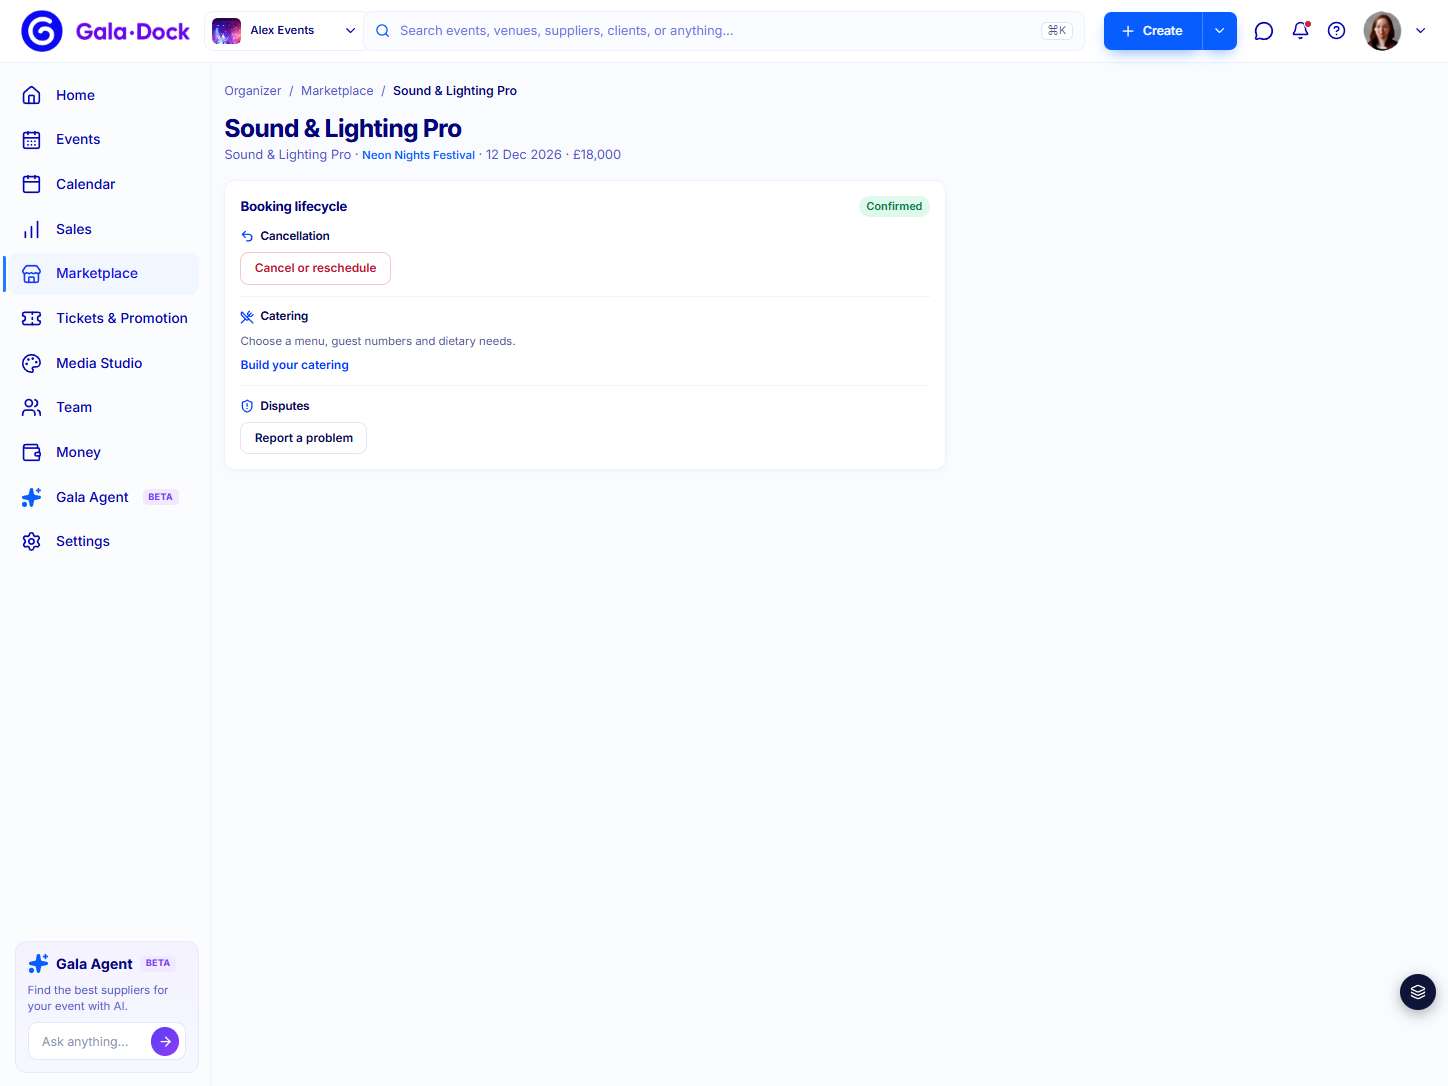 Gala·Dock
Alex Events
Search events, venues, suppliers, clients, or anything...
⌘K
Create
Home
Events
Calendar
Sales
Marketplace
Tickets & Promotion
Media Studio
Team
Money
Gala Agent BETA
Settings
Organizer / Marketplace / Sound & Lighting Pro
Sound & Lighting Pro
Sound & Lighting Pro · Neon Nights Festival · 12 Dec 2026 · £18,000
Booking lifecycle
Confirmed
Cancellation
Cancel or reschedule
Catering
Choose a menu, guest numbers and dietary needs.
Build your catering
Disputes
Report a problem
Gala Agent BETA
Find the best suppliers for
your event with AI.
Ask anything...